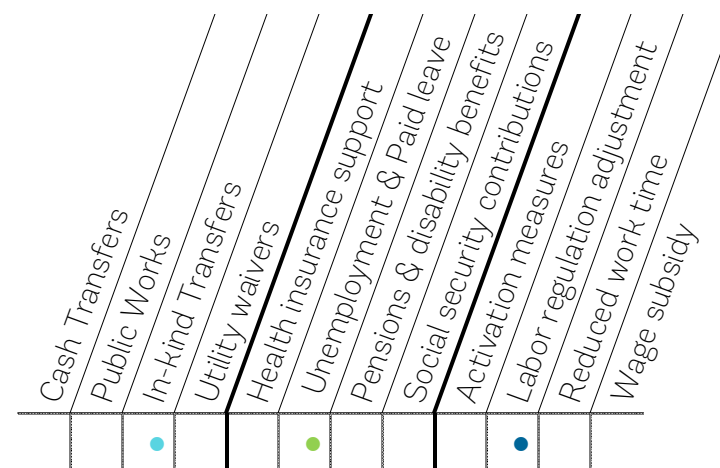 Cash Transfers
Public Works
In-kind Transfers
Utility waivers
Health insurance support
Unemployment & Paid leave
Pensions & disability benefits
Social security contributions
Activation measures
Labor regulation adjustment
Reduced work time
Wage subsidy